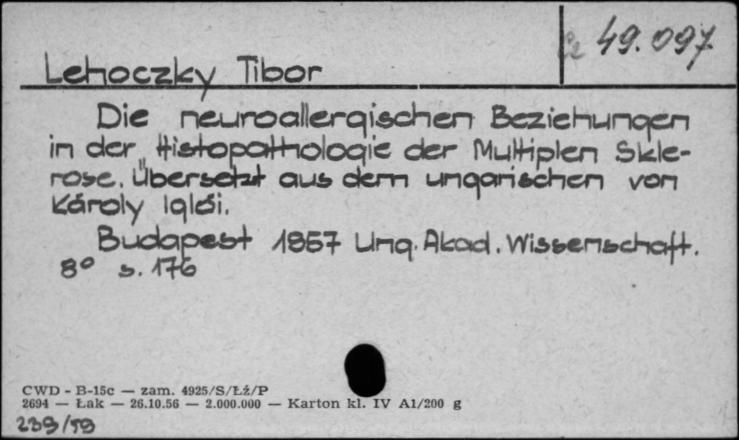 49.097
Lehoczky Tibor
Die neuroallergischen Beziehungen
in der Histopathologie der Multiplen Skle-
rose. Übersetzt aus dem ungarischen von
Károly Iglói.
Budapest 1957 Ung. Akad. Wissenschaft.
8° s. 176
CWD - B-15c — zam. 4925/S/Łź/P
2694 — Łak — 26.10.56 — 2.000.000 — Karton kl. IV A1/200 g
239/59